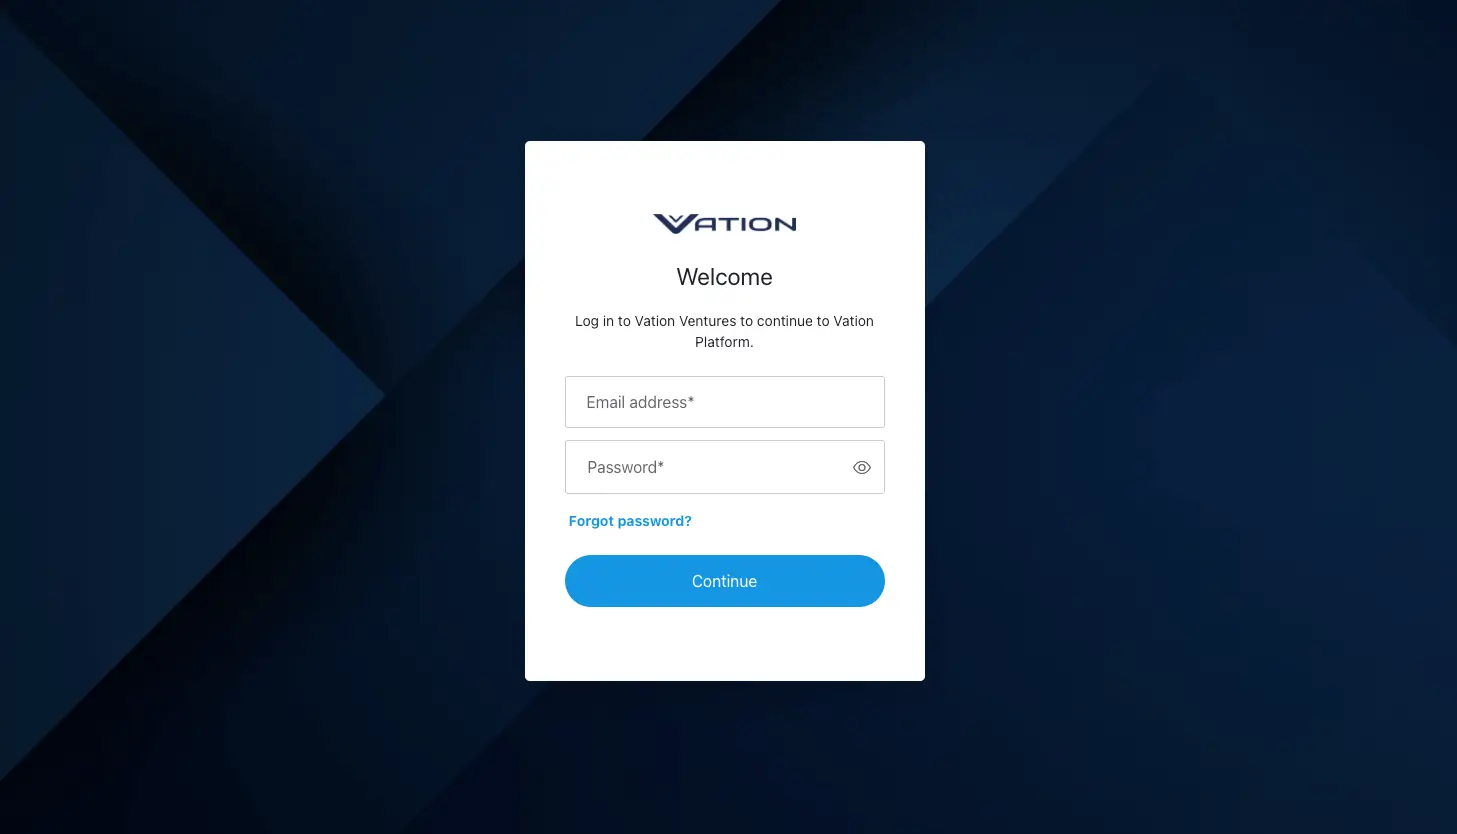 VATION
Welcome
Log in to Vation Ventures to continue to Vation
Platform.
Email address*
Password*
Forgot password?
Continue